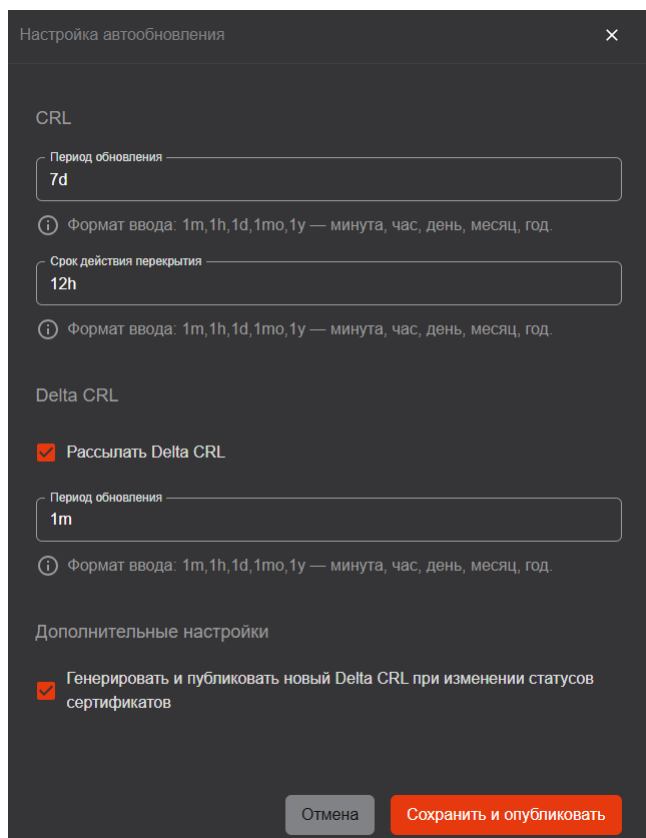 Настройка автообновления
CRL
Период обновления
7d
Формат ввода: 1m,1h,1d,1mo,1y — минута, час, день, месяц, год.
Срок действия перекрытия
12h
Формат ввода: 1m,1h,1d,1mo,1y — минута, час, день, месяц, год.
Delta CRL
Рассылать Delta CRL
Период обновления
1m
Формат ввода: 1m,1h,1d,1mo,1y — минута, час, день, месяц, год.
Дополнительные настройки
Генерировать и публиковать новый Delta CRL при изменении статусов
сертификатов
Отмена Сохранить и опубликовать